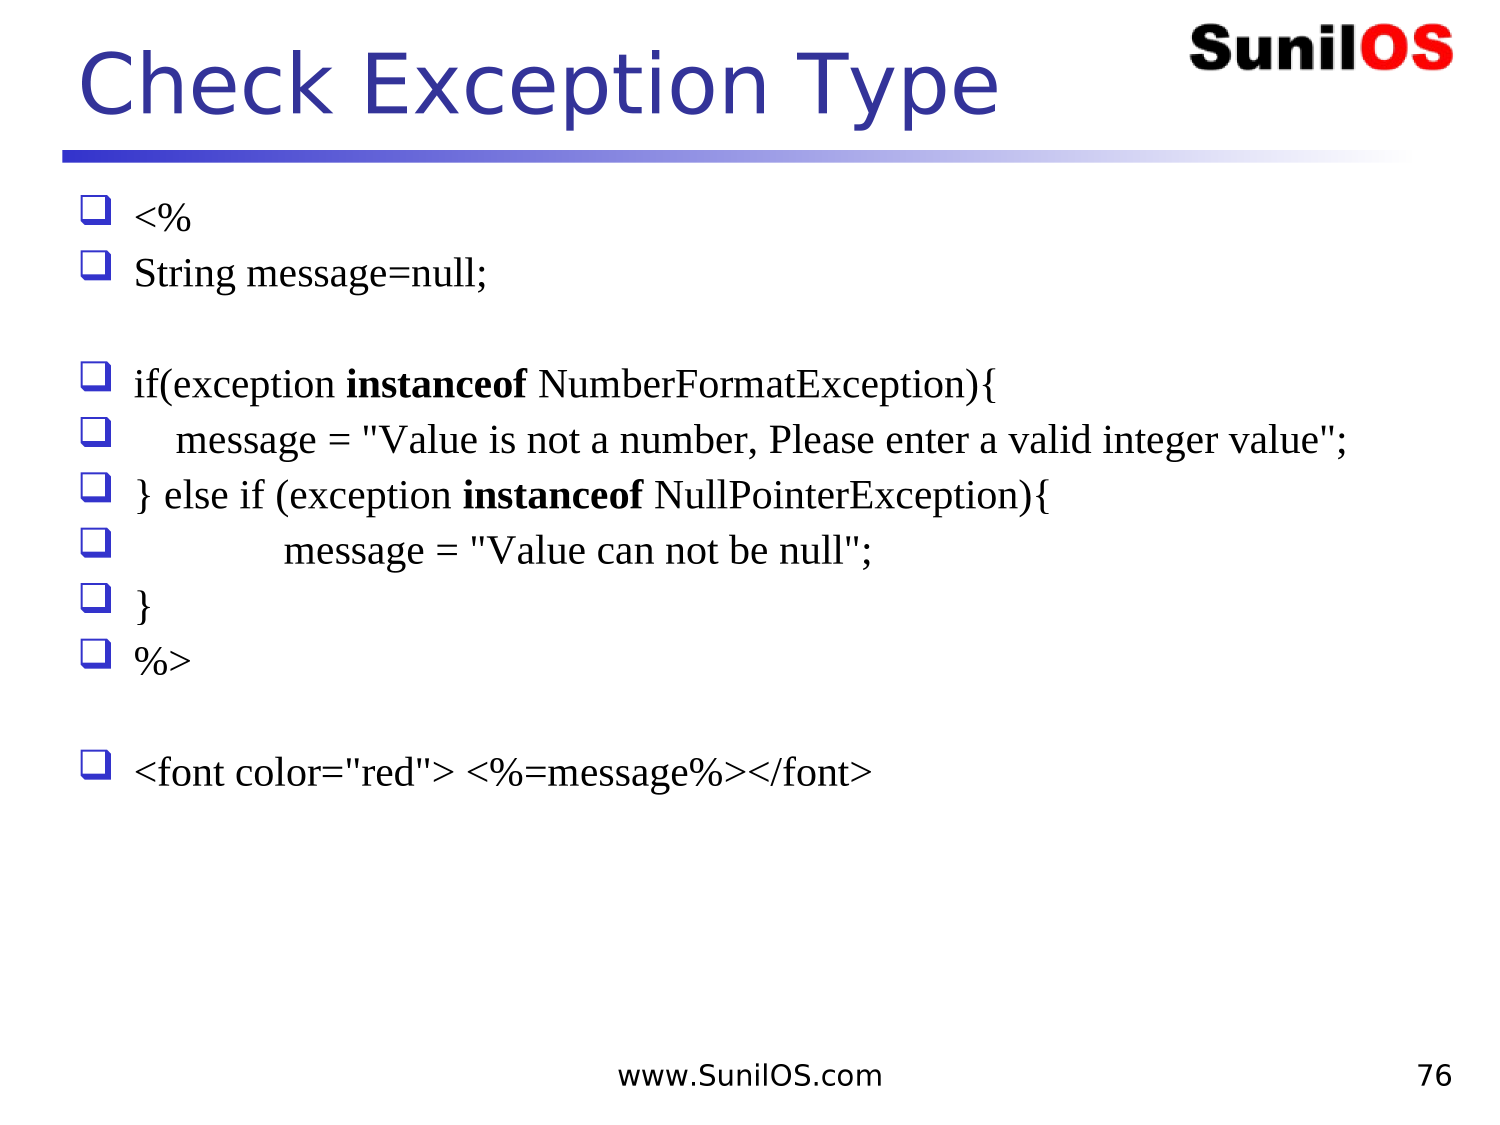 Check Exception Type
SunilOS
<%
String message=null;
if(exception instanceof NumberFormatException){
message = "Value is not a number, Please enter a valid integer value";
} else if (exception instanceof NullPointerException){
message = "Value can not be null";
}
%>
<font color="red"> <%=message%></font>
www.SunilOS.com
76